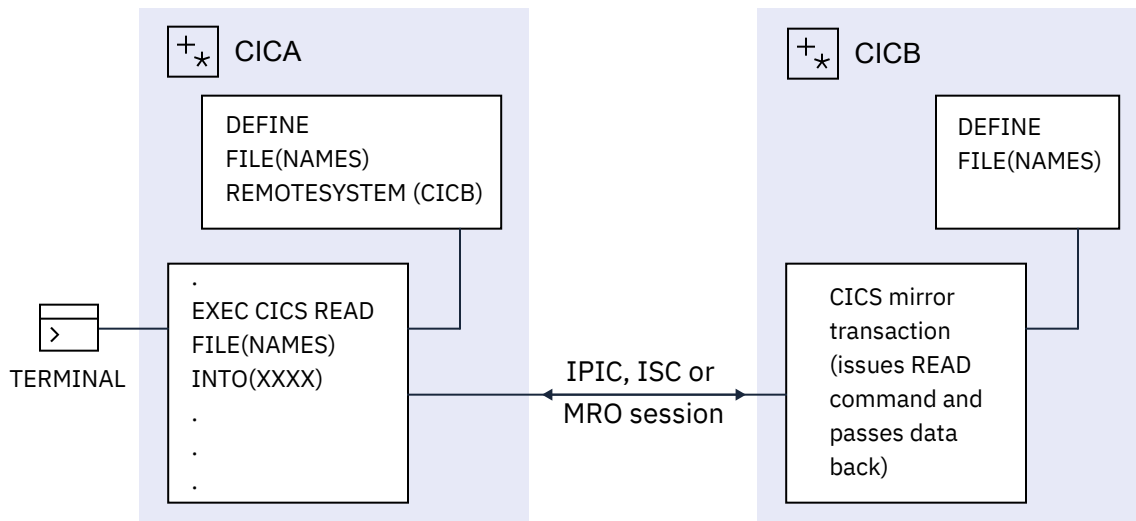 CICA
DEFINE
FILE(NAMES)
REMOTESYSTEM (CICB)
.
EXEC CICS READ
FILE(NAMES)
INTO(XXXX)
.
.
.
TERMINAL
IPIC, ISC or
MRO session
CICB
DEFINE
FILE(NAMES)
CICS mirror
transaction
(issues READ
command and
passes data
back)